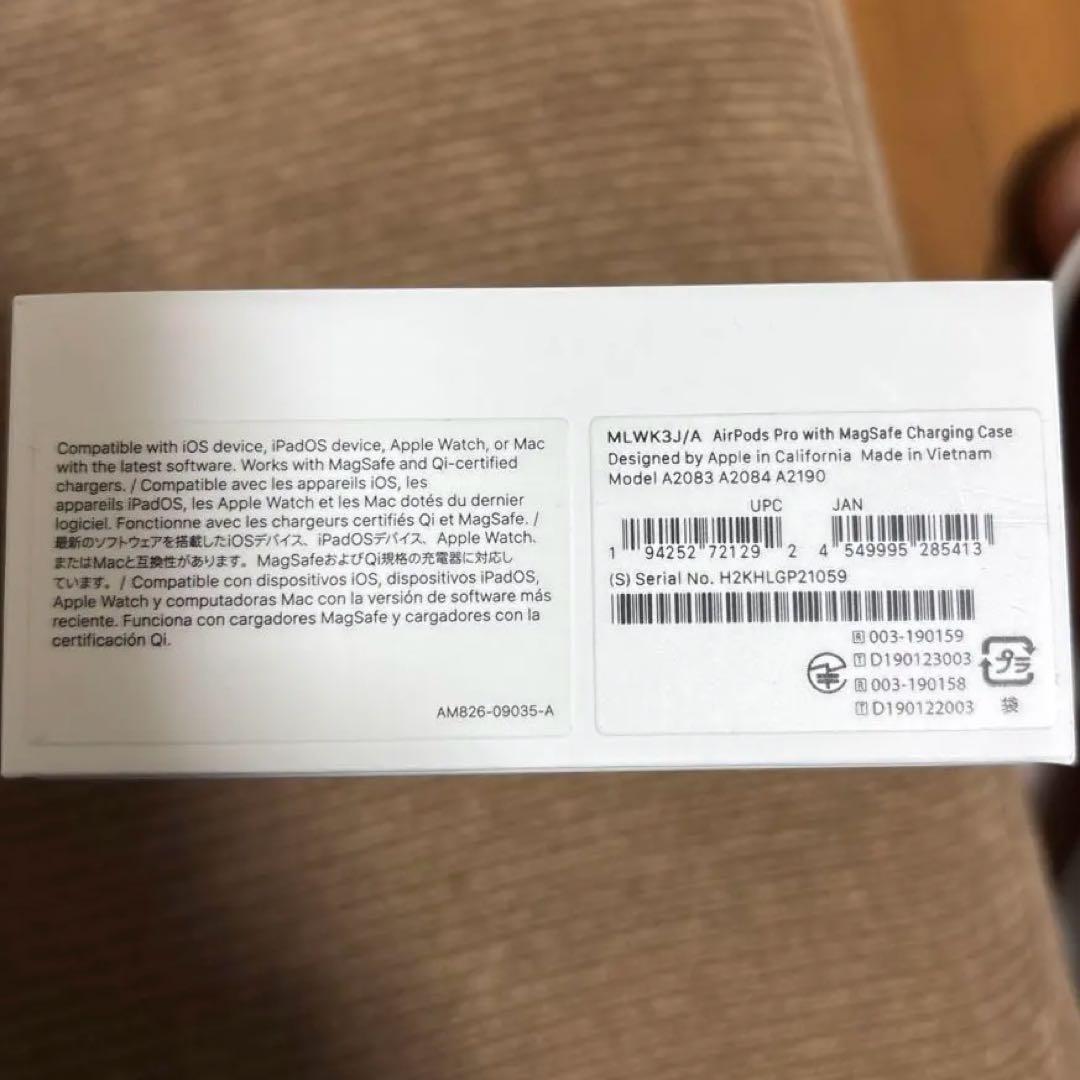 Compatible with iOS device, iPadOS device, Apple Watch, or Mac
with the latest software. Works with MagSafe and Qi-certified
chargers. / Compatible avec les appareils iOS, les
appareils iPadOS, les Apple Watch et les Mac dotés du dernier
logiciel. Fonctionne avec les chargeurs certifiés Qi et MagSafe. /
最新のソフトウェアを搭載したiOSデバイス、iPadOSデバイス、Apple Watch、
またはMacと互換性があります。MagSafeおよびQi規格の充電器に対応し
ています。/ Compatible con dispositivos iOS, dispositivos iPadOS,
Apple Watch y computadoras Mac con la versión de software más
reciente. Funciona con cargadores MagSafe y cargadores con la
certificación Qi.
AM826-09035-A
MLWK3J/A AirPods Pro with MagSafe Charging Case
Designed by Apple in California Made in Vietnam
Model A2083 A2084 A2190
UPC JAN
1 94252 72129 2 4 549995 285413
(S) Serial No. H2KHLGP21059
R 003-190159
T D190123003
R 003-190158
T D190122003
プラ
袋